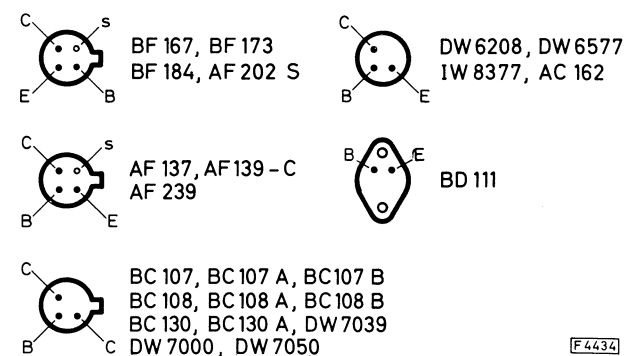 C s
BF 167, BF 173
BF 184, AF 202 S
E B
C
DW 6208, DW 6577
IW 8377, AC 162
B E
C s
AF 137, AF 139 - C
AF 239
B E
B E
BD 111
C
BC 107, BC 107 A, BC 107 B
BC 108, BC 108 A, BC 108 B
BC 130, BC 130 A, DW 7039
B C DW 7000, DW 7050
F 4434